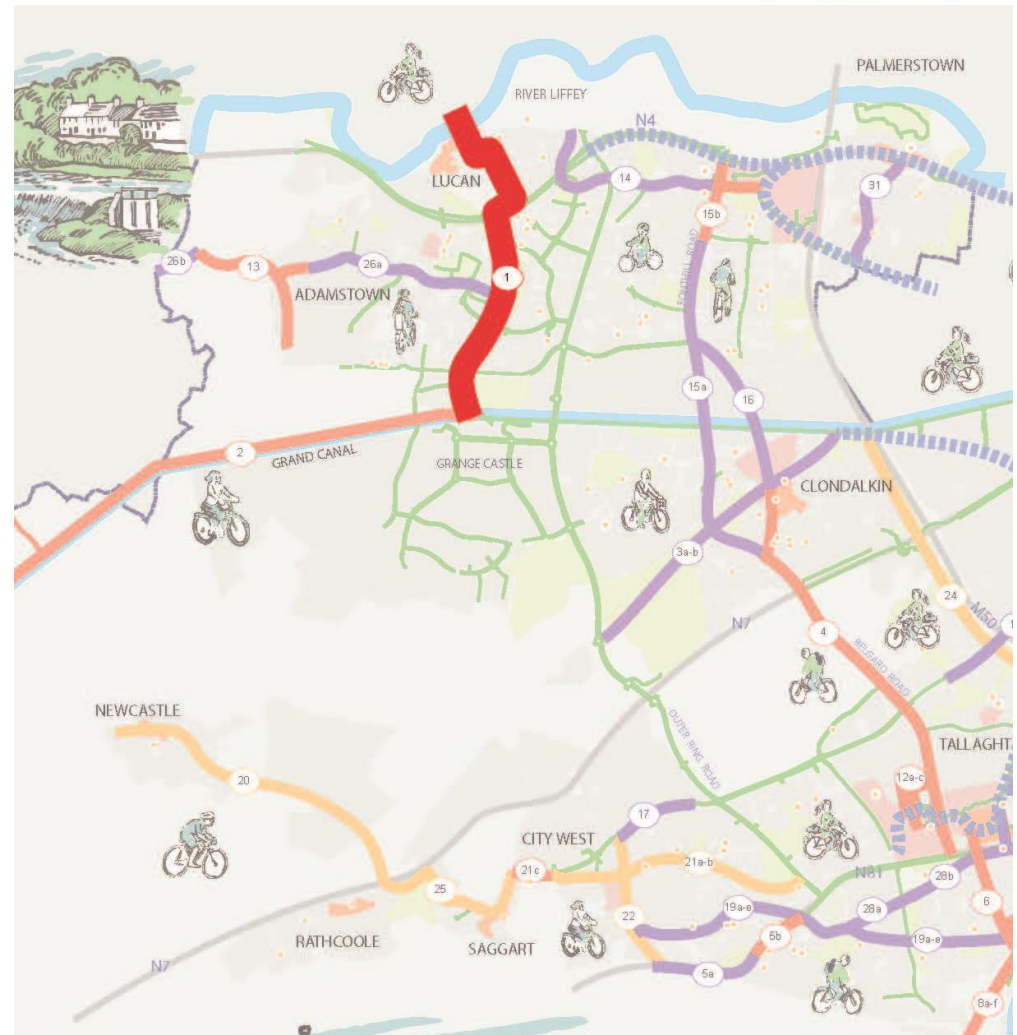 PALMERSTOWN
RIVER LIFFEY
N4
LUCAN
14
31
15b
26b
13
26a
1
FONTHILL ROAD
ADAMSTOWN
15a
16
2
GRAND CANAL
GRANGE CASTLE
CLONDALKIN
3a-b
24
N7
M50
4
BELGARD ROAD
NEWCASTLE
OUTER RING ROAD
TALLAGHT
20
12a-c
17
CITY WEST
21c
21a-b
N81
28b
25
22
19a-e
28a
6
RATHCOOLE
SAGGART
5b
19a-e
N7
5a
8a-f